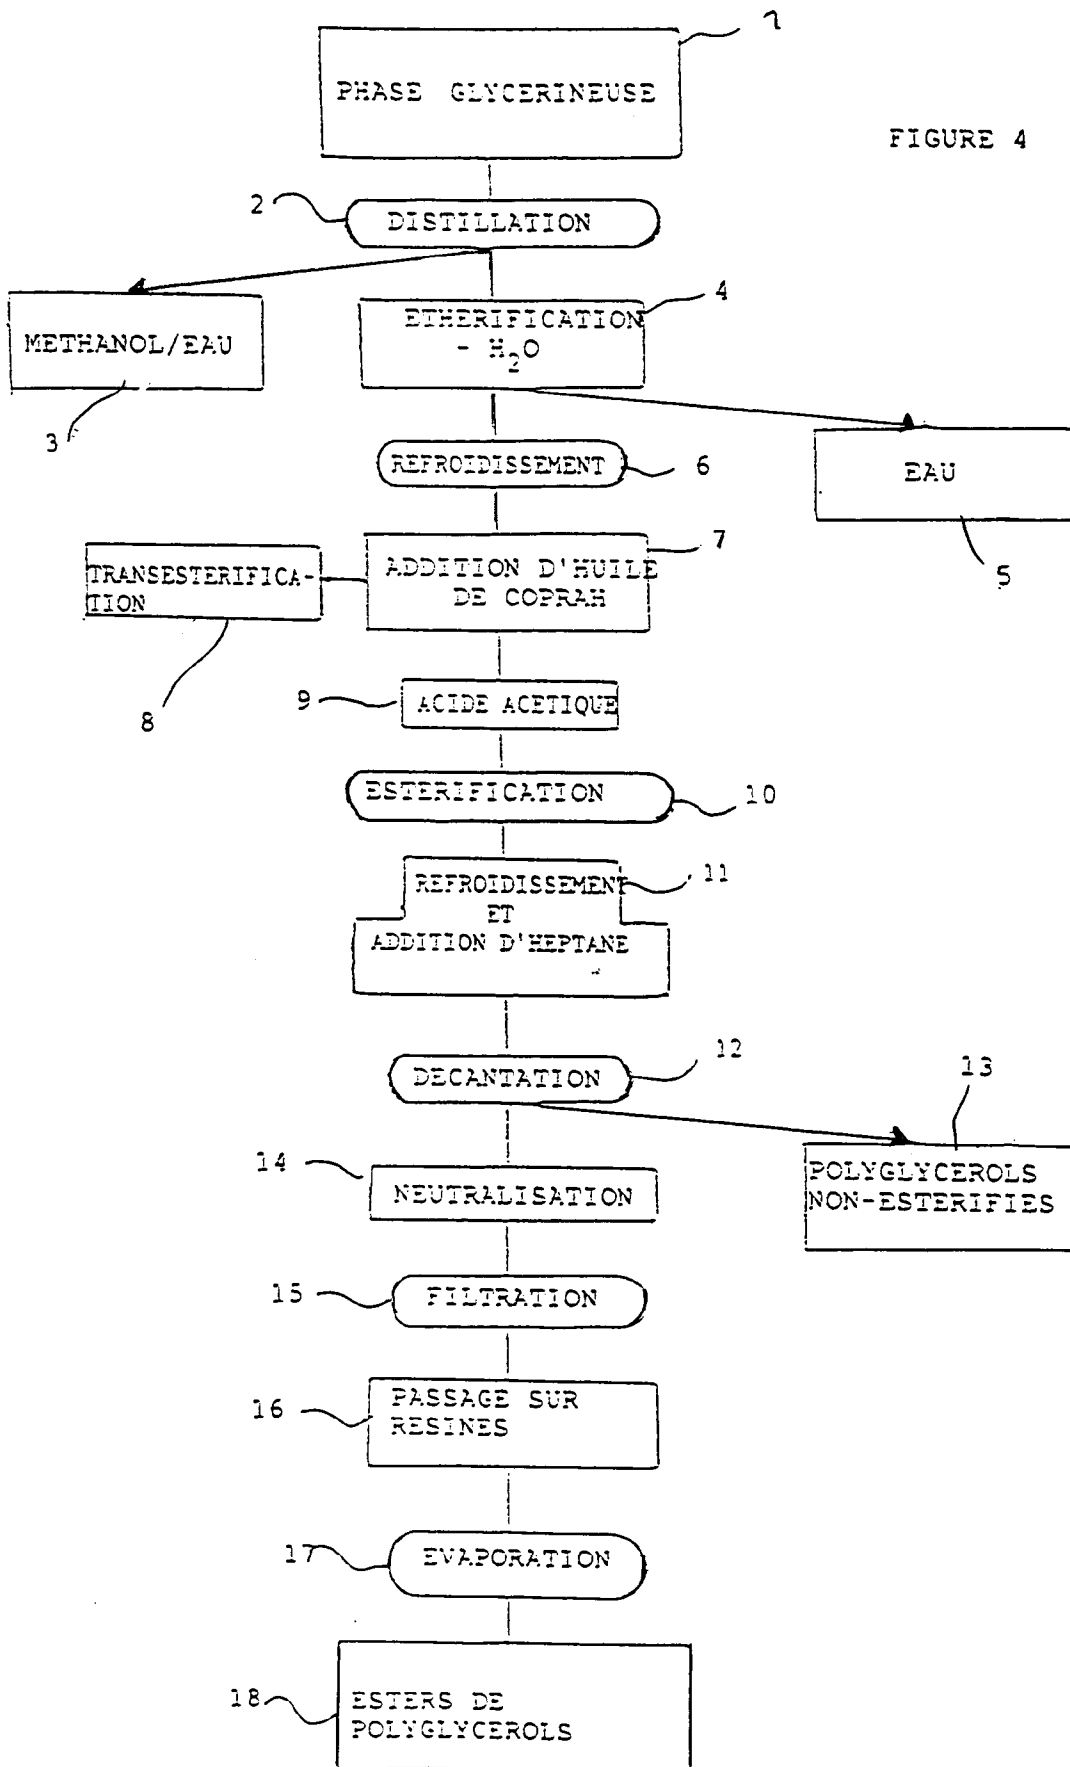 1
PHASE GLYCERINEUSE
FIGURE 4
2
DISTILLATION
4
ETHERIFICATION
- H2O
METHANOL/EAU
3
REFROIDISSEMENT
6
EAU
5
7
ADDITION D'HUILE
DE COPRAH
TRANSESTERIFICA-
TION
8
9
ACIDE ACETIQUE
ESTERIFICATION
10
11
REFROIDISSEMENT
ET
ADDITION D'HEPTANE
12
DECANTATION
13
POLYGLYCEROLS
NON-ESTERIFIES
14
NEUTRALISATION
15
FILTRATION
16
PASSAGE SUR
RESINES
17
EVAPORATION
18
ESTERS DE
POLYGLYCEROLS